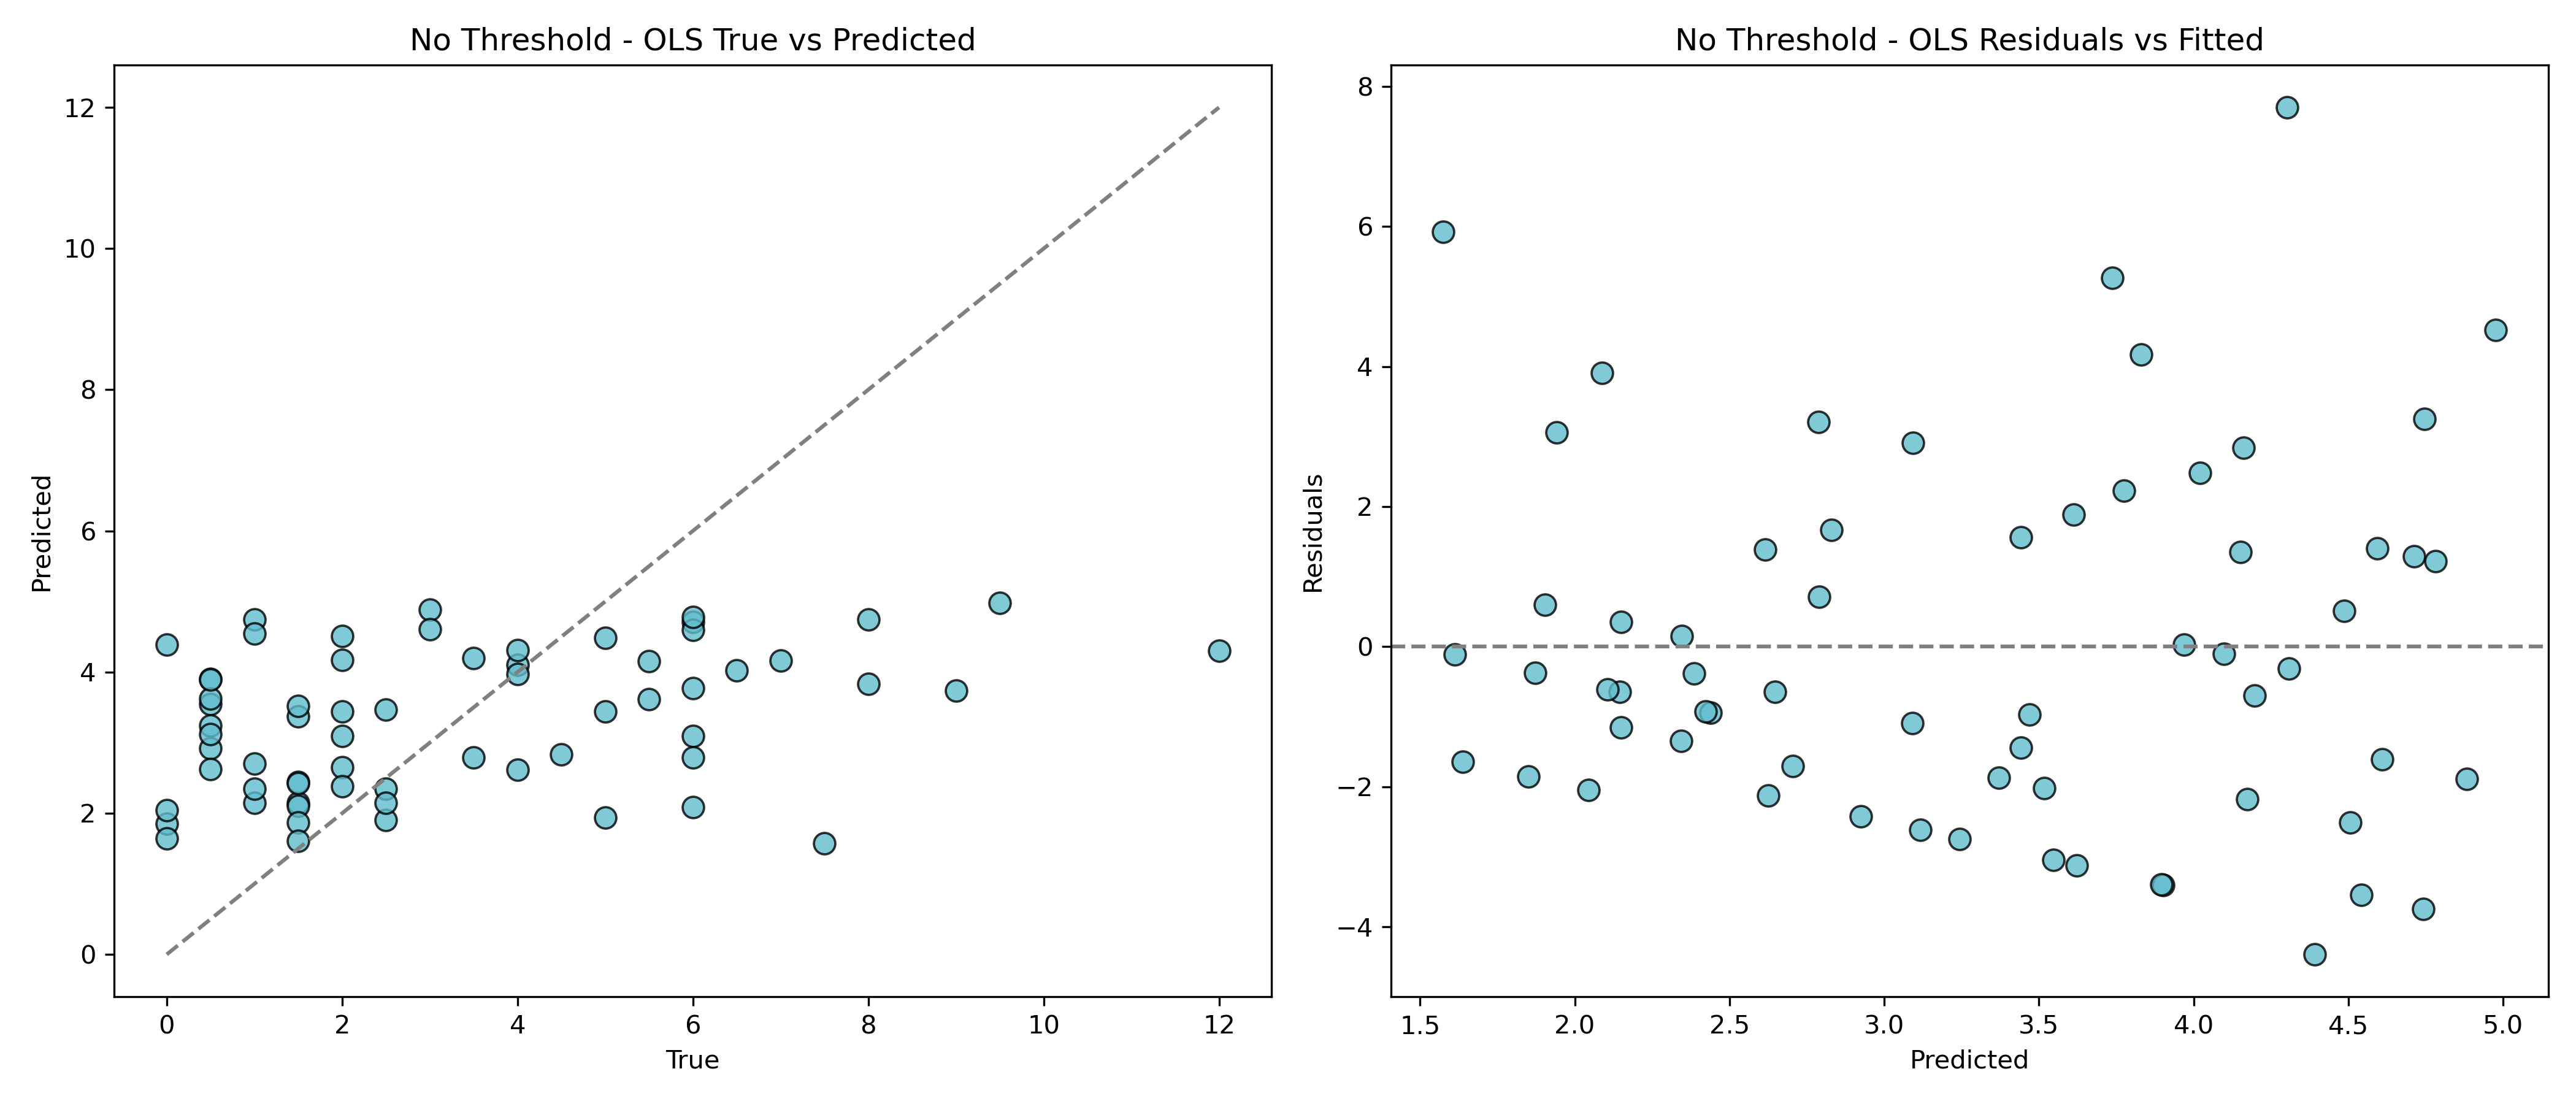 No Threshold - OLS True vs Predicted
12
10
8
6
4
2
0
Predicted
0 2 4 6 8 10 12
True
No Threshold - OLS Residuals vs Fitted
8
6
4
2
0
−2
−4
Residuals
1.5 2.0 2.5 3.0 3.5 4.0 4.5 5.0
Predicted